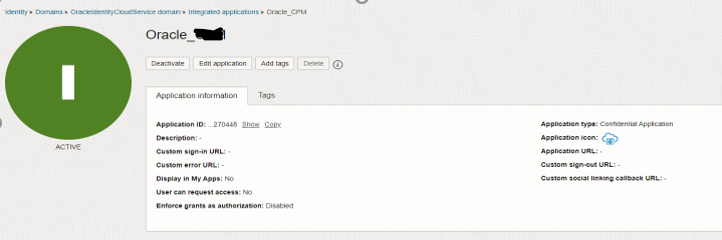 Identity » Domains » OracleIdentityCloudService domain » Integrated applications » Oracle_CPM
Oracle_
Deactivate Edit application Add tags Delete
Application information Tags
Application ID: ...270448 Show Copy
Description: -
Custom sign-in URL: -
Custom error URL: -
Display in My Apps: No
User can request access: No
Enforce grants as authorization: Disabled
Application type: Confidential Application
Application icon:
Application URL: -
Custom sign-out URL: -
Custom social linking callback URL: -
I
ACTIVE